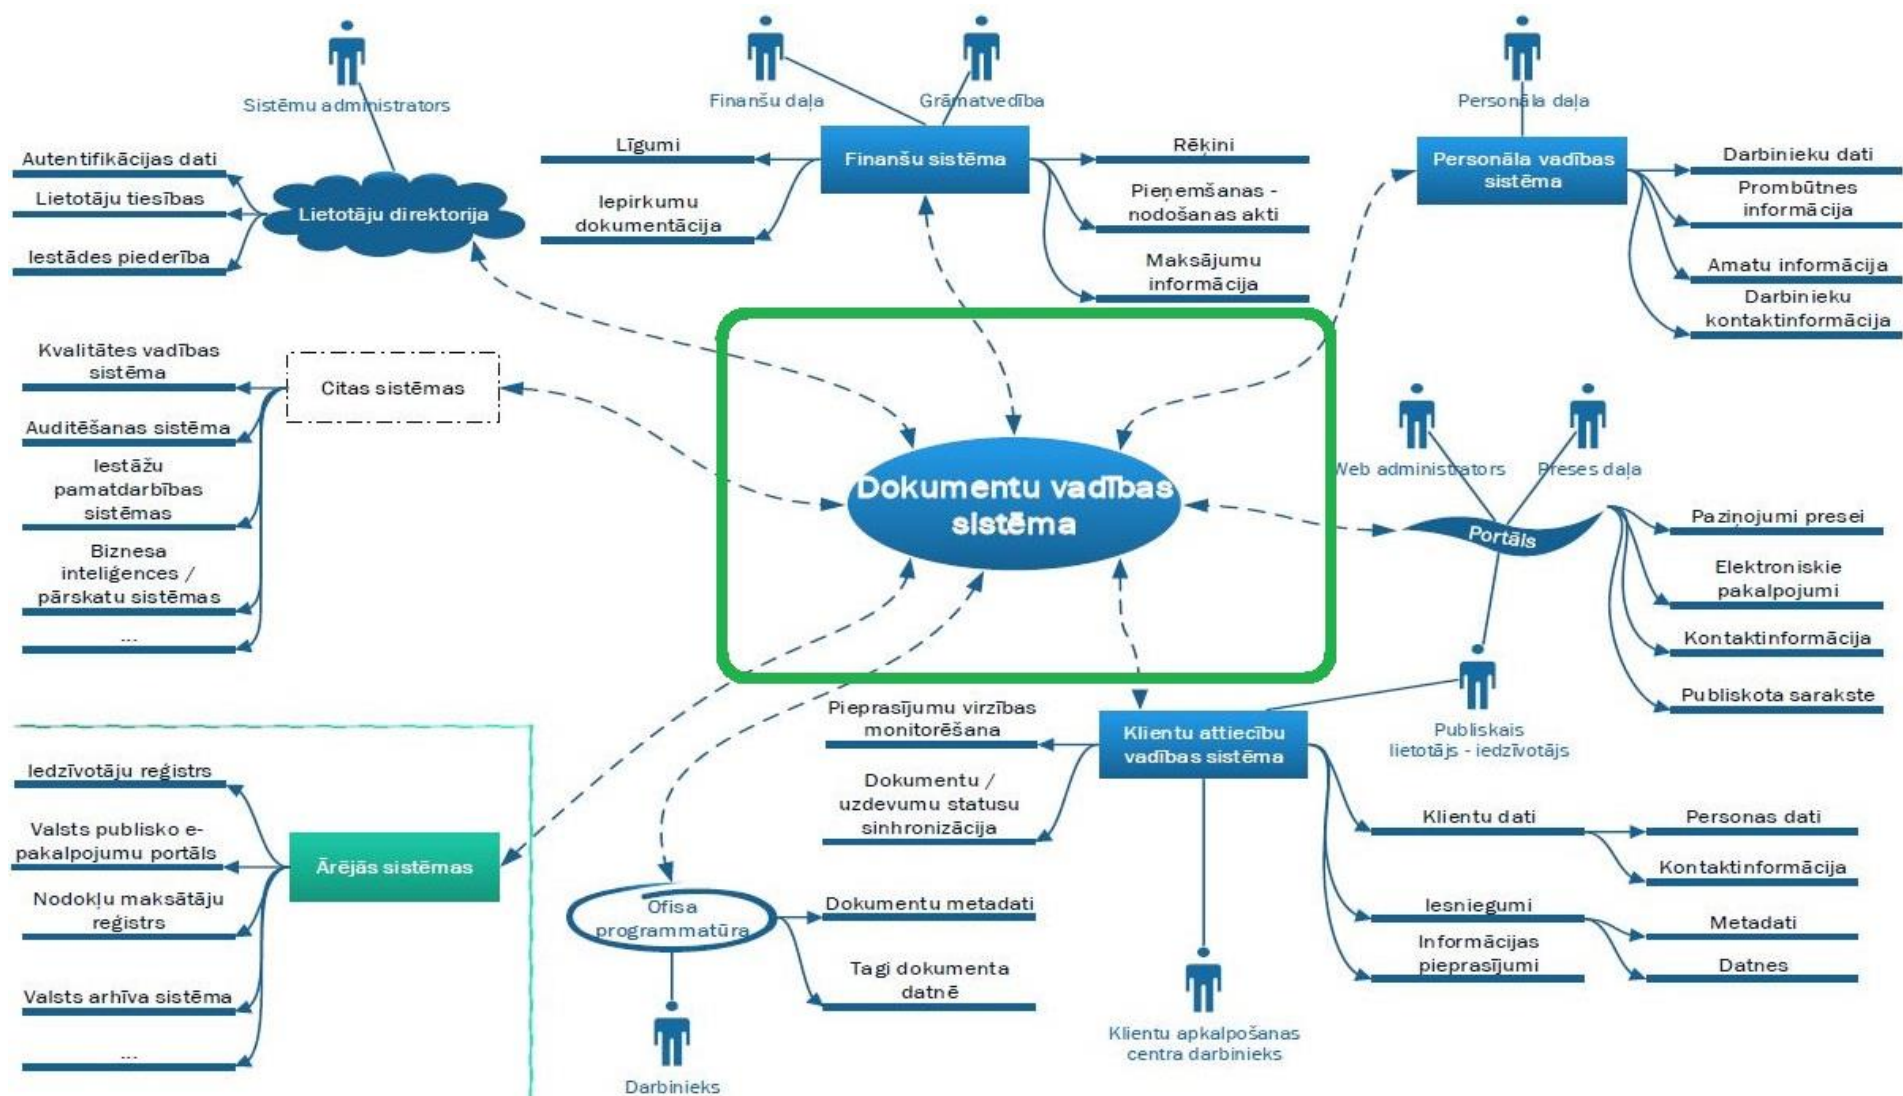 Sistēmu administrators
Autentifikācijas dati
Lietotāju tiesības
Iestādes piederība
Lietotāju direktorija
Finanšu daļa
Grāmatvedība
Līgumi
Iepirkumu
dokumentācija
Finanšu sistēma
Rēķini
Pieņemšanas -
nodošanas akti
Maksājumu
informācija
Personāla daļa
Personāla vadības
sistēma
Darbinieku dati
Prombūtnes
informācija
Amatu informācija
Darbinieku
kontaktinformācija
Kvalitātes vadības
sistēma
Auditēšanas sistēma
Iestāžu
pamatdarbības
sistēmas
Biznesa
inteliģences /
pārskatu sistēmas
...
Citas sistēmas
Dokumentu vadības
sistēma
Web administrators
Preses daļa
Portāls
Paziņojumi presei
Elektroniskie
pakalpojumi
Kontaktinformācija
Publiskota sarakste
Publiskais
lietotājs - iedzīvotājs
Iedzīvotāju reģistrs
Valsts publisko e-
pakalpojumu portāls
Nodokļu maksātāju
reģistrs
Valsts arhīva sistēma
...
Ārējās sistēmas
Ofisa
programmatūra
Dokumentu metadati
Tagi dokumenta
datnē
Darbinieks
Pieprasījumu virzības
monitorēšana
Dokumentu /
uzdevumu statusu
sinhronizācija
Klientu attiecību
vadības sistēma
Klientu dati
Personas dati
Kontaktinformācija
Iesniegumi
Metadati
Datnes
Informācijas
pieprasījumi
Klientu apkalpošanas
centra darbinieks